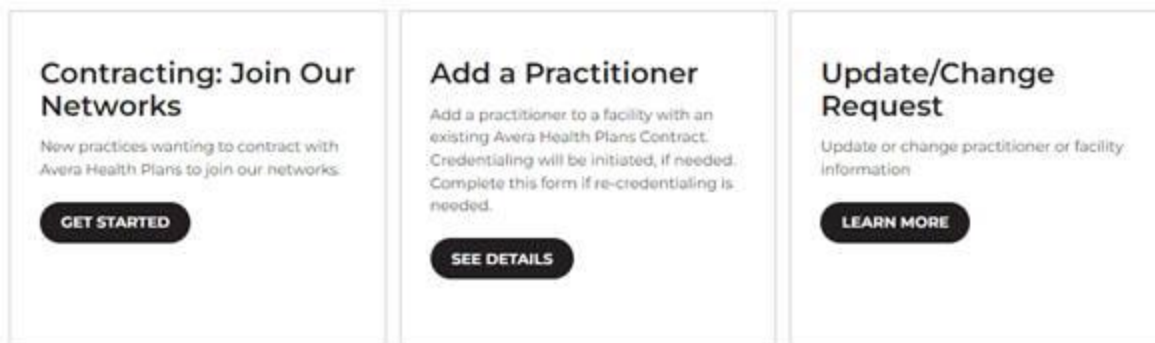 Contracting: Join Our
Networks
New practices wanting to contract with
Avera Health Plans to join our networks.
GET STARTED
Add a Practitioner
Add a practitioner to a facility with an
existing Avera Health Plans Contract.
Credentialing will be initiated, if needed.
Complete this form if re-credentialing is
needed.
SEE DETAILS
Update/Change
Request
Update or change practitioner or facility
information
LEARN MORE